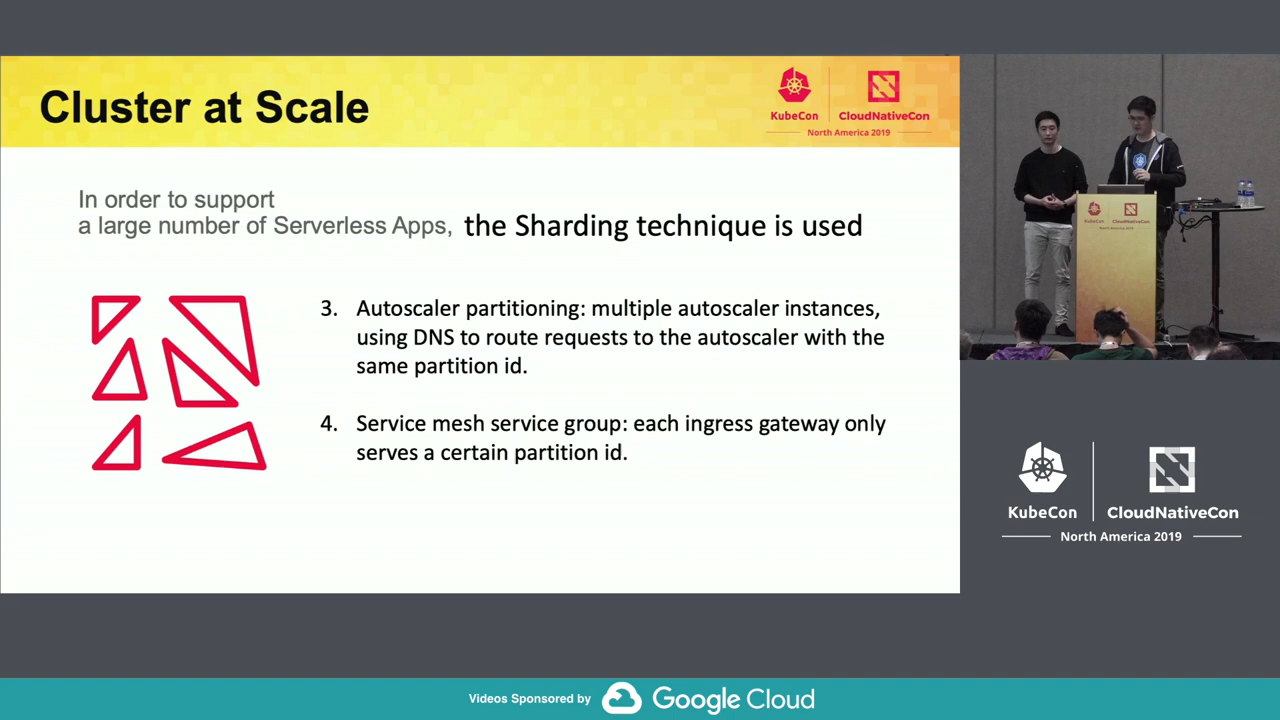 Cluster at Scale
KubeCon
CloudNativeCon
North America 2019
In order to support
a large number of Serverless Apps, the Sharding technique is used
3. Autoscaler partitioning: multiple autoscaler instances,
using DNS to route requests to the autoscaler with the
same partition id.
4. Service mesh service group: each ingress gateway only
serves a certain partition id.
KubeCon
CloudNativeCon
North America 2019
Videos Sponsored by
Google Cloud